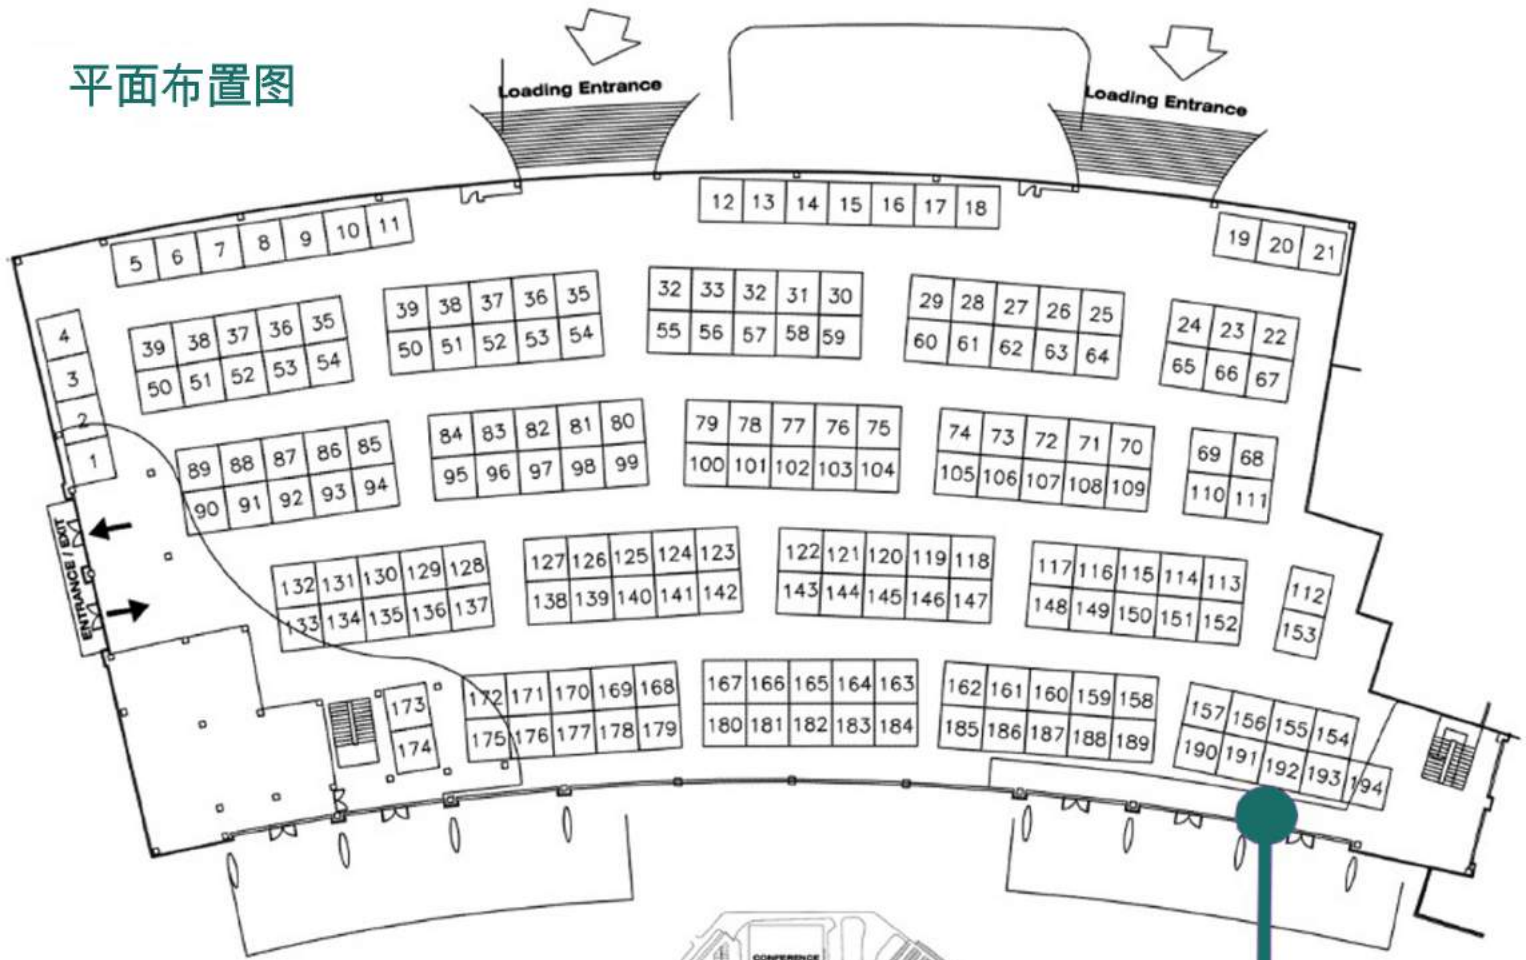 平面布置图
Loading Entrance
Loading Entrance
12 13 14 15 16 17 18
5 6 7 8 9 10 11
19 20 21
4
3
2
1
39 38 37 36 35
50 51 52 53 54
39 38 37 36 35
50 51 52 53 54
32 33 32 31 30
55 56 57 58 59
29 28 27 26 25
60 61 62 63 64
24 23 22
65 66 67
89 88 87 86 85
90 91 92 93 94
84 83 82 81 80
95 96 97 98 99
79 78 77 76 75
100 101 102 103 104
74 73 72 71 70
105 106 107 108 109
69 68
110 111
ENTRANCE / EXIT
132 131 130 129 128
133 134 135 136 137
127 126 125 124 123
138 139 140 141 142
122 121 120 119 118
143 144 145 146 147
117 116 115 114 113
148 149 150 151 152
112
153
173
174
172 171 170 169 168
175 176 177 178 179
167 166 165 164 163
180 181 182 183 184
162 161 160 159 158
185 186 187 188 189
157 156 155 154
190 191 192 193 194
CONFERENCE